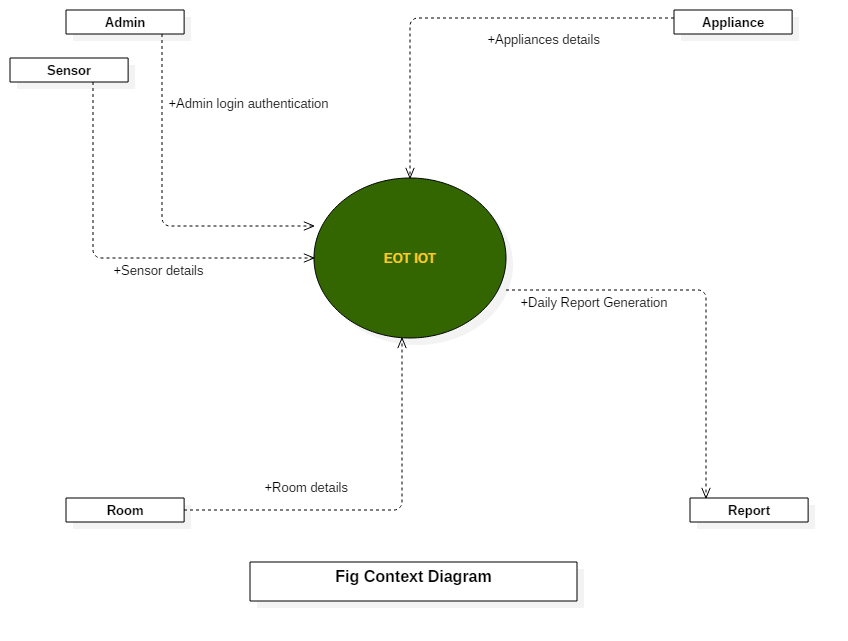 Admin
Appliance
+Appliances details
Sensor
+Admin login authentication
EOT IOT
+Sensor details
+Daily Report Generation
+Room details
Room
Report
Fig Context Diagram